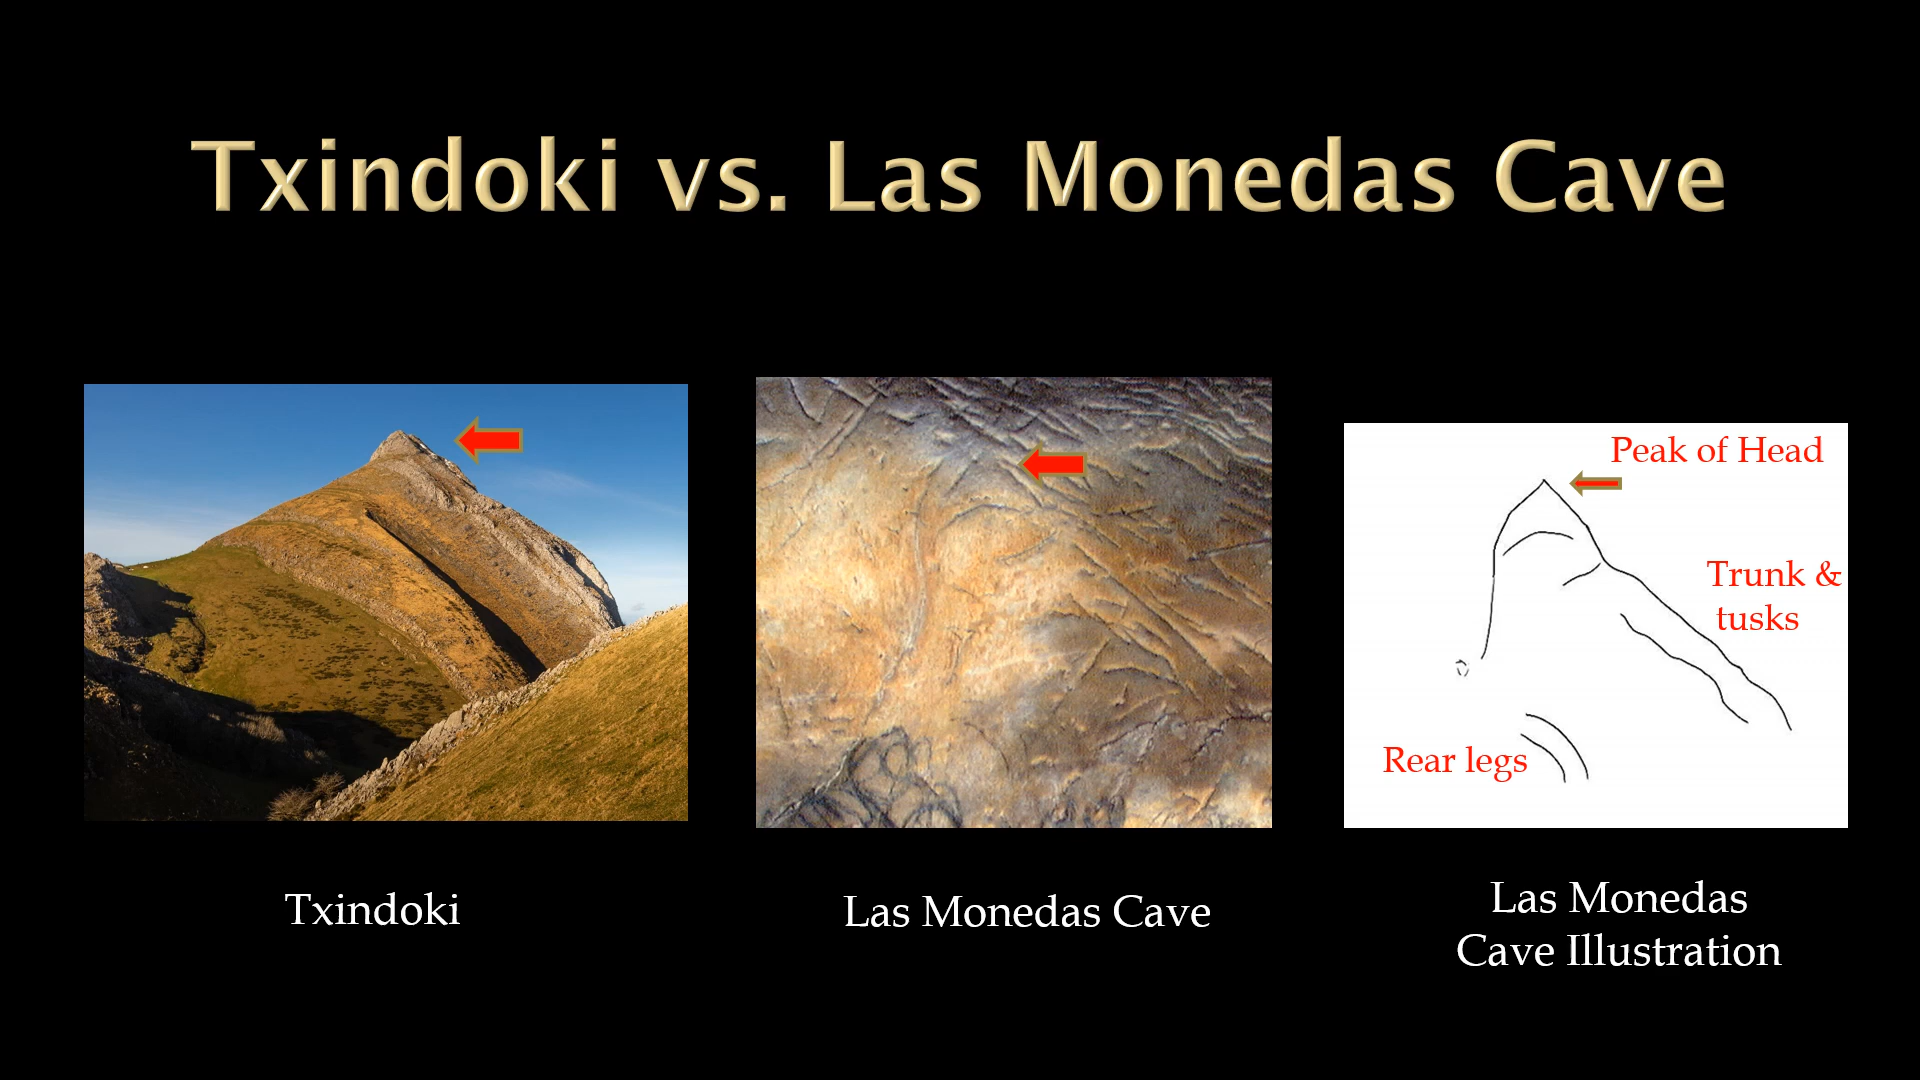 Txindoki vs. Las Monedas Cave
Peak of Head
Trunk &
tusks
Rear legs
Txindoki
Las Monedas Cave
Las Monedas
Cave Illustration